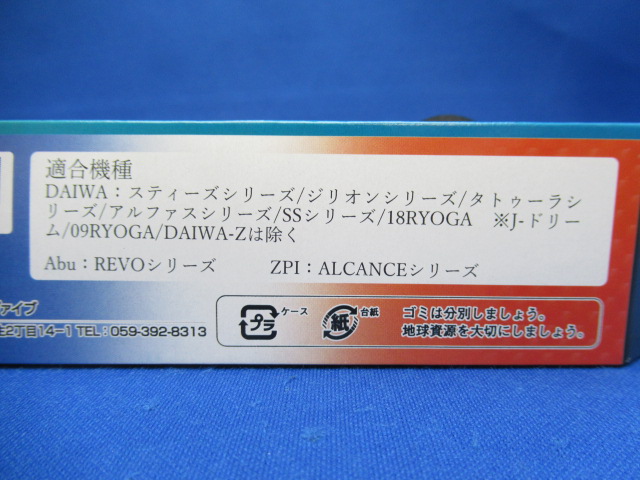 適合機種
DAIWA：スティーズシリーズ/ジリオンシリーズ/タトゥーラシ
リーズ/アルファスシリーズ/SSシリーズ/18RYOGA　※J-ドリー
ム/09RYOGA/DAIWA-Zは除く
Abu：REVOシリーズ　ZPI：ALCANCEシリーズ
ァイブ
2丁目14-1 TEL：059-392-8313
プラ
ケース
紙
台紙
ゴミは分別しましょう。
地球資源を大切にしましょう。